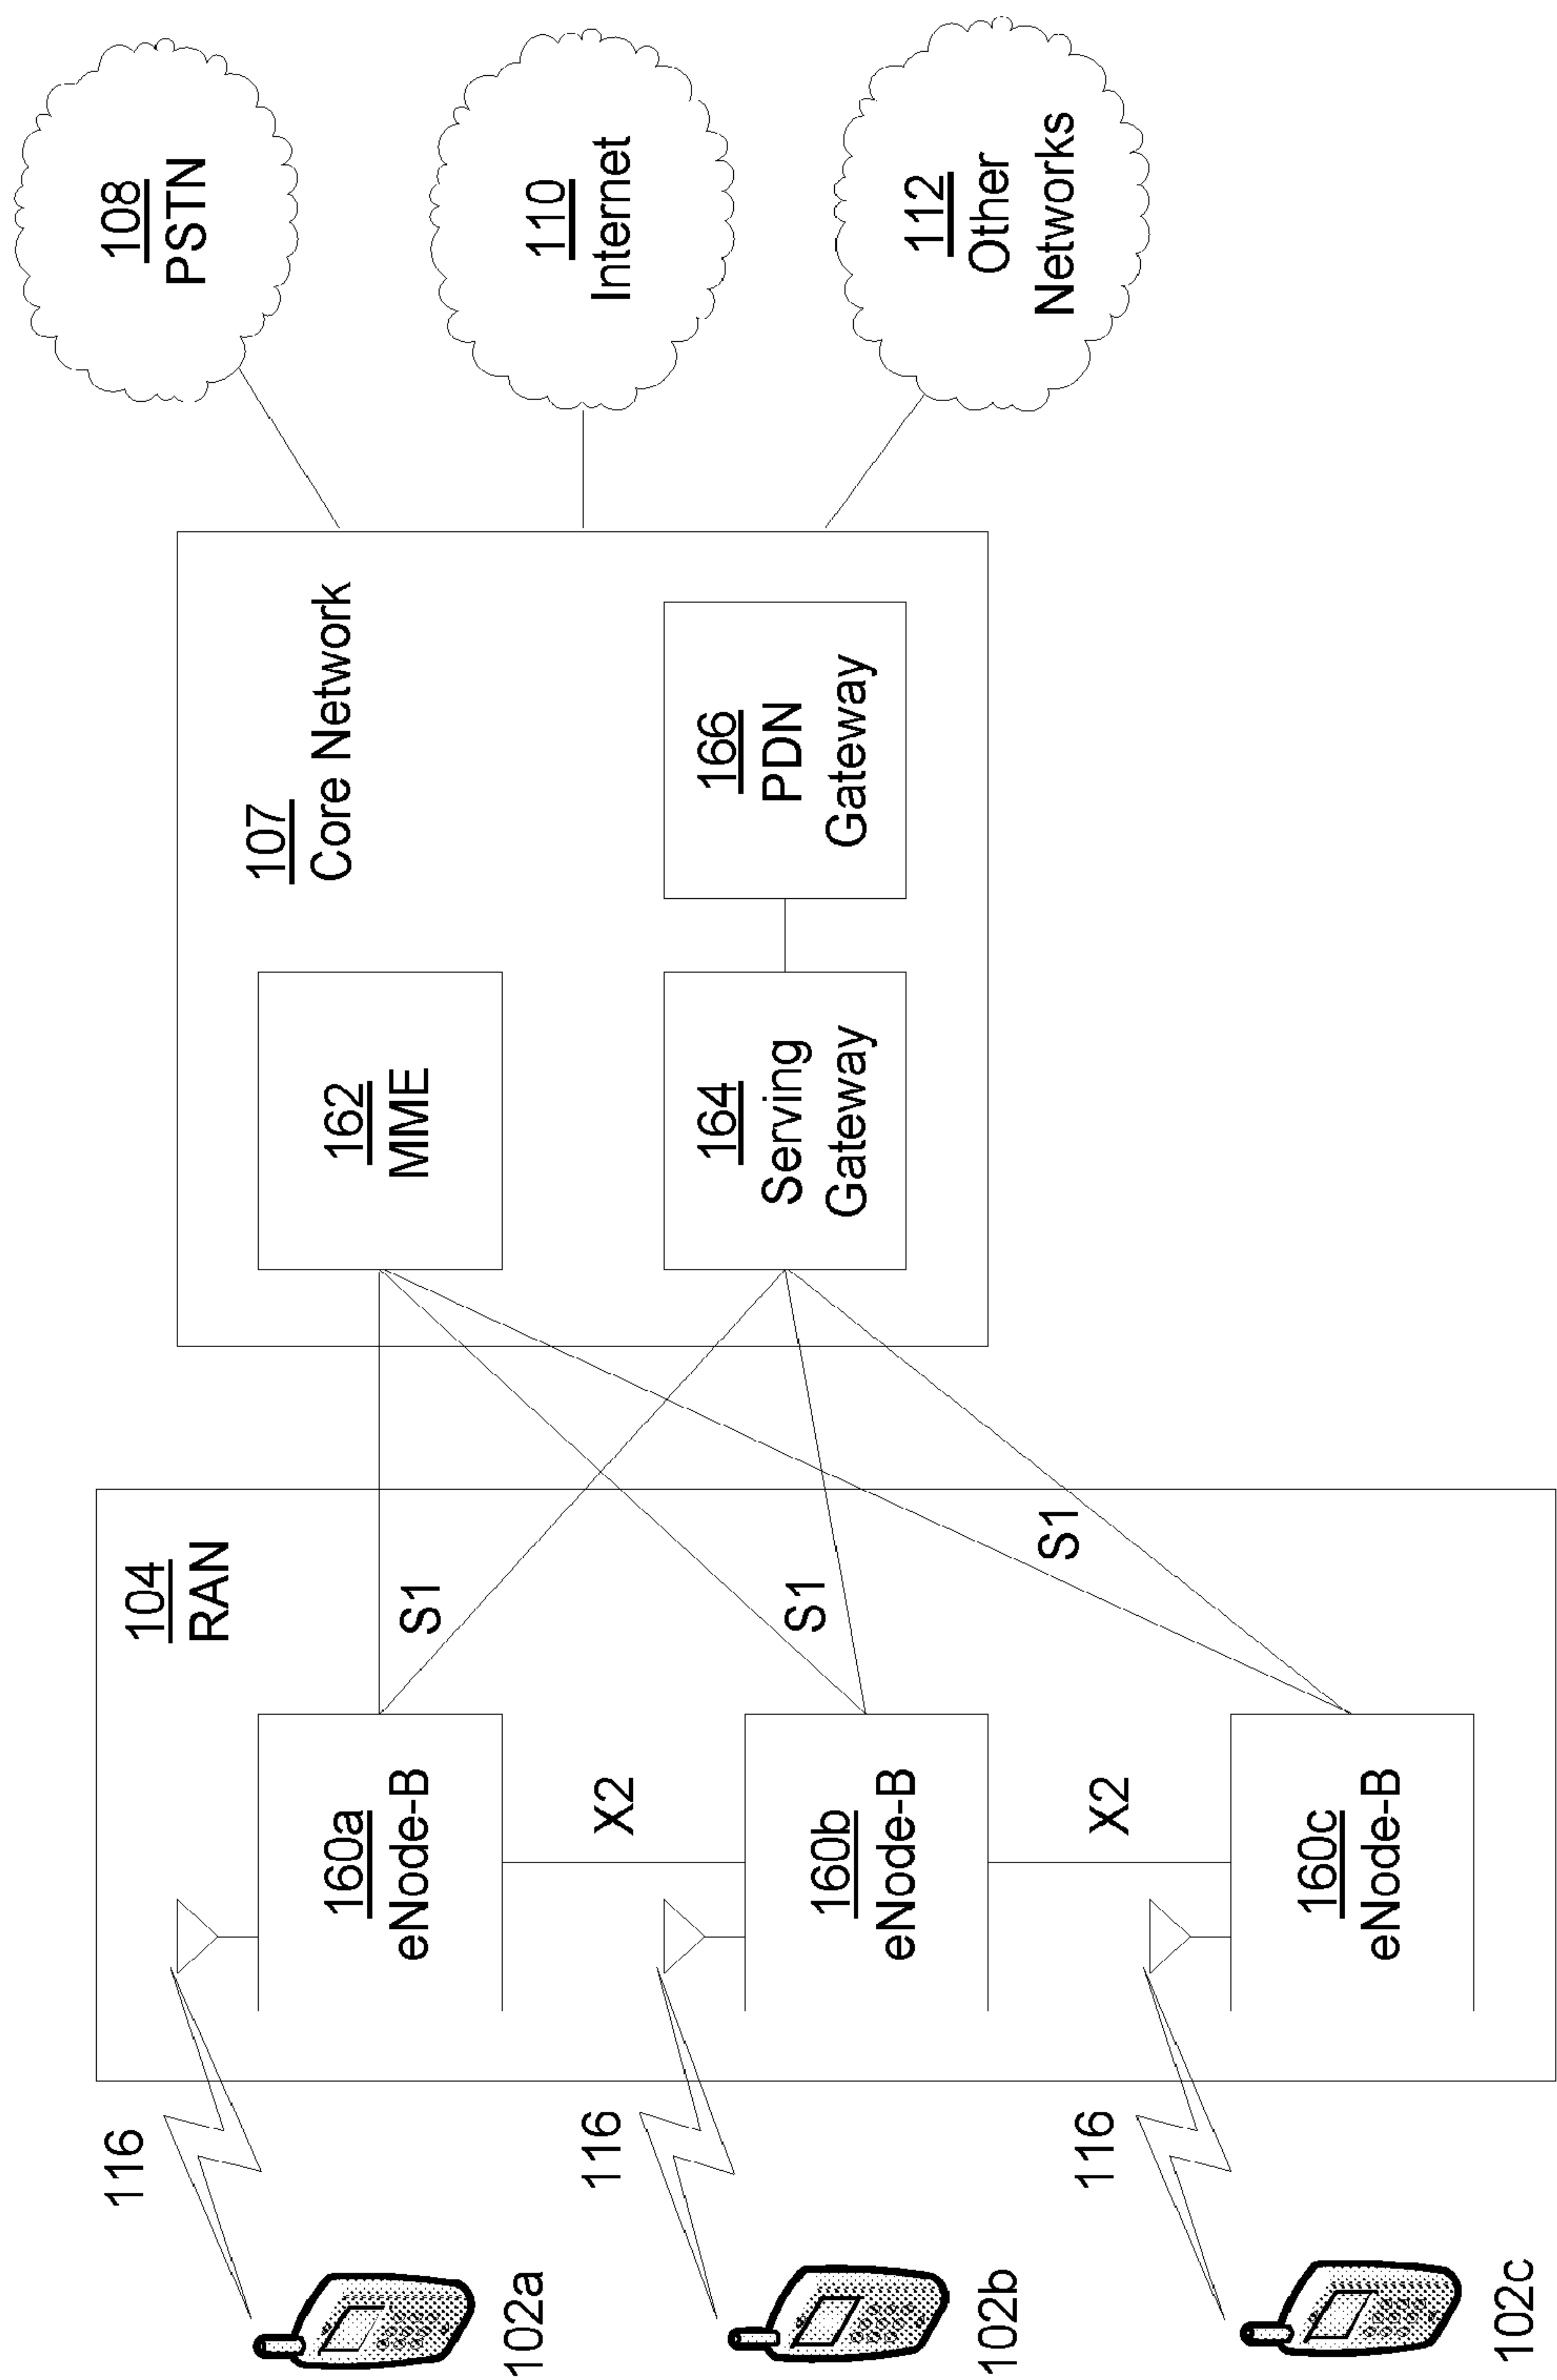 108
PSTN
110
Internet
112
Other
Networks
107
Core Network
162
MME
166
PDN
Gateway
164
Serving
Gateway
104
RAN
S1
S1
S1
160a
eNode-B
X2
160b
eNode-B
X2
160c
eNode-B
116
116
116
102a
102b
102c